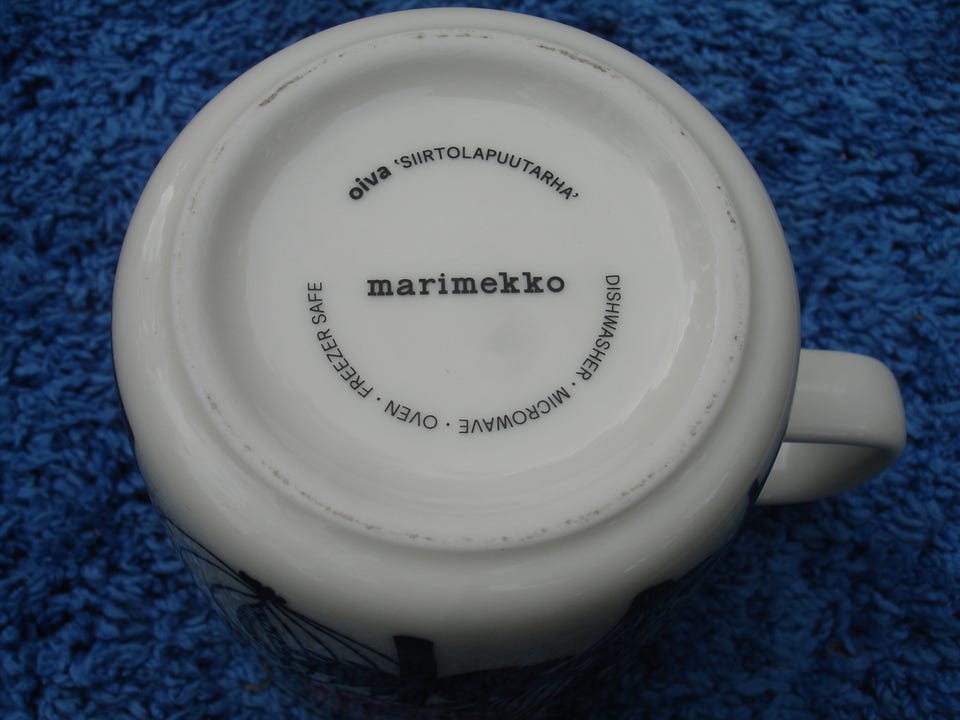 oiva ‘SIIRTOLAPUUTARHA’
marimekko
DISHWASHER · MICROWAVE · OVEN · FREEZER SAFE